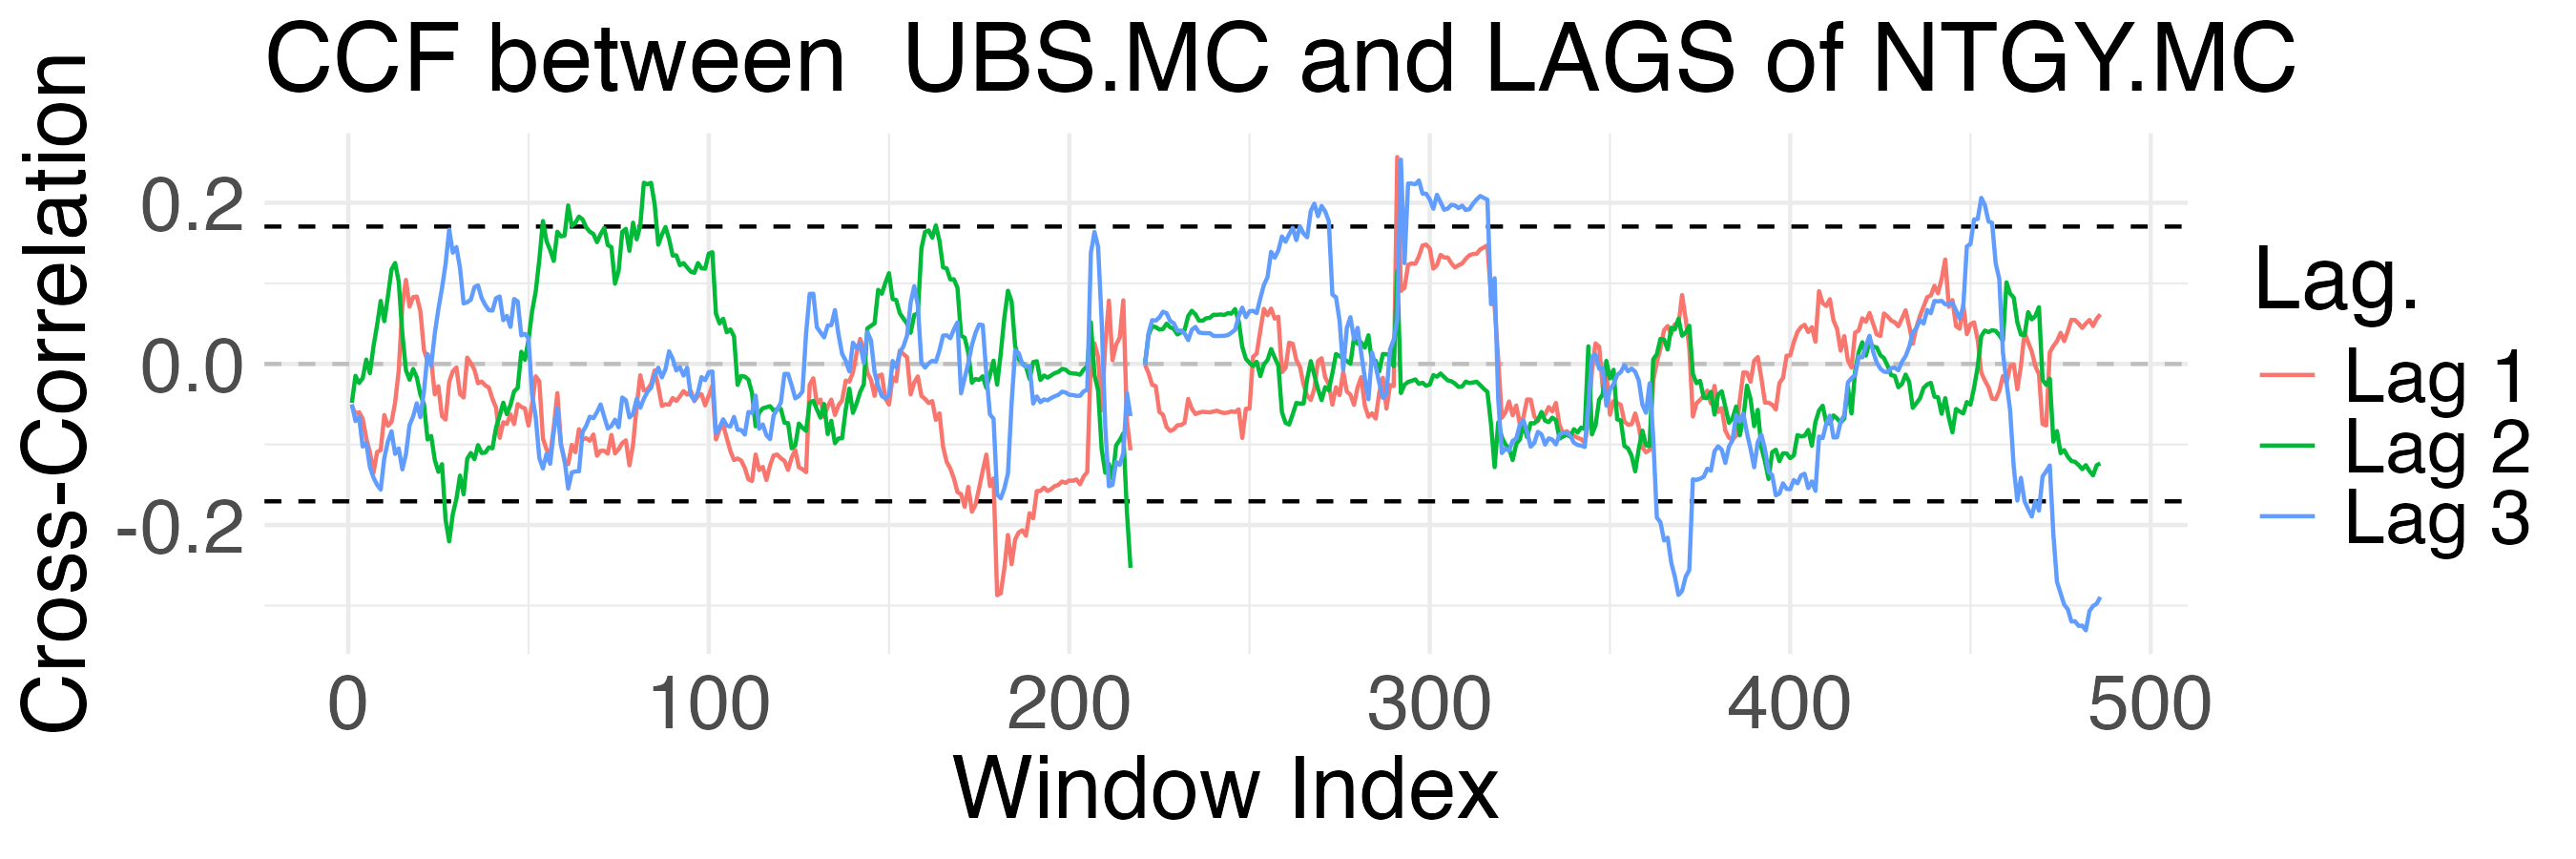 CCF between  UBS.MC and LAGS of NTGY.MC
Cross-Correlation
0.2
0.0
-0.2
0 100 200 300 400 500
Window Index
Lag.
Lag 1
Lag 2
Lag 3